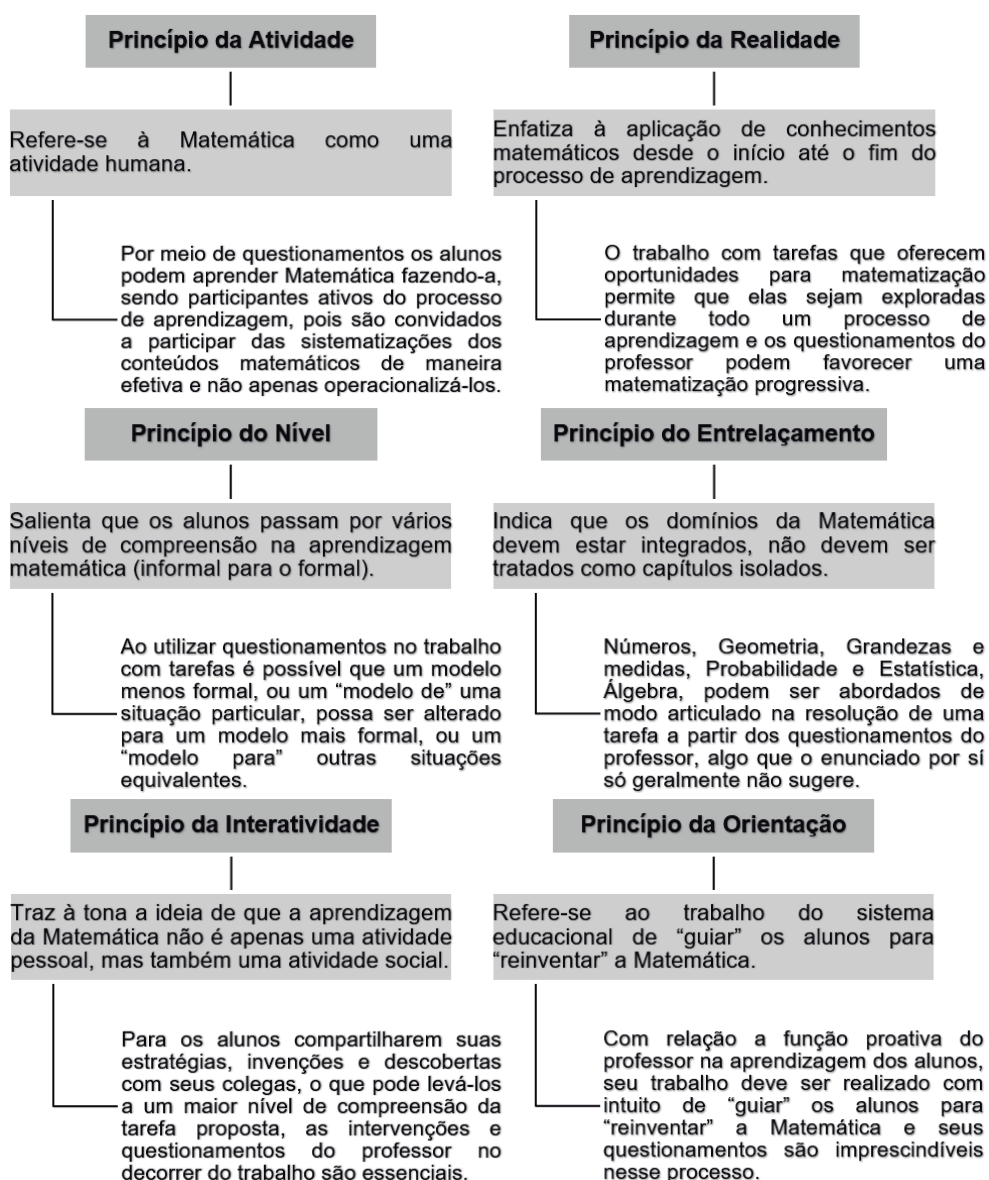 Princípio da Atividade
Refere-se à Matemática como uma
atividade humana.
Por meio de questionamentos os alunos
podem aprender Matemática fazendo-a,
sendo participantes ativos do processo
de aprendizagem, pois são convidados
a participar das sistematizações dos
conteúdos matemáticos de maneira
efetiva e não apenas operacionalizá-los.
Princípio da Realidade
Enfatiza à aplicação de conhecimentos
matemáticos desde o início até o fim do
processo de aprendizagem.
O trabalho com tarefas que oferecem
oportunidades para matematização
permite que elas sejam exploradas
durante todo um processo de
aprendizagem e os questionamentos do
professor podem favorecer uma
matematização progressiva.
Princípio do Nível
Salienta que os alunos passam por vários
níveis de compreensão na aprendizagem
matemática (informal para o formal).
Ao utilizar questionamentos no trabalho
com tarefas é possível que um modelo
menos formal, ou um “modelo de” uma
situação particular, possa ser alterado
para um modelo mais formal, ou um
“modelo para” outras situações
equivalentes.
Princípio do Entrelaçamento
Indica que os domínios da Matemática
devem estar integrados, não devem ser
tratados como capítulos isolados.
Números, Geometria, Grandezas e
medidas, Probabilidade e Estatística,
Álgebra, podem ser abordados de
modo articulado na resolução de uma
tarefa a partir dos questionamentos do
professor, algo que o enunciado por sí
só geralmente não sugere.
Princípio da Interatividade
Traz à tona a ideia de que a aprendizagem
da Matemática não é apenas uma atividade
pessoal, mas também uma atividade social.
Para os alunos compartilharem suas
estratégias, invenções e descobertas
com seus colegas, o que pode levá-los
a um maior nível de compreensão da
tarefa proposta, as intervenções e
questionamentos do professor no
decorrer do trabalho são essenciais.
Princípio da Orientação
Refere-se ao trabalho do sistema
educacional de “guiar” os alunos para
“reinventar” a Matemática.
Com relação a função proativa do
professor na aprendizagem dos alunos,
seu trabalho deve ser realizado com
intuito de “guiar” os alunos para
“reinventar” a Matemática e seus
questionamentos são imprescindíveis
nesse processo.